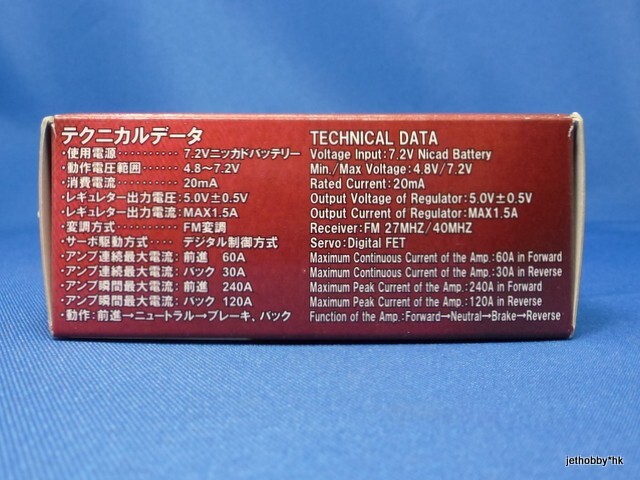 テクニカルデータ
・使用電源‥‥‥‥‥ 7.2Vニッカドバッテリー
・動作電圧範囲‥‥‥ 4.8～7.2V
・消費電流‥‥‥‥‥ 20mA
・レギュレター出力電圧：5.0V±0.5V
・レギュレター出力電流：MAX1.5A
・変調方式‥‥‥‥‥ FM変調
・サーボ駆動方式‥‥ デジタル制御方式
・アンプ連続最大電流：前進 60A
・アンプ連続最大電流：バック 30A
・アンプ瞬間最大電流：前進 240A
・アンプ瞬間最大電流：バック 120A
・動作：前進→ニュートラル→ブレーキ、バック
TECHNICAL DATA
Voltage Input:7.2V Nicad Battery
Min./Max Voltage:4.8V/7.2V
Rated Current:20mA
Output Voltage of Regulator:5.0V±0.5V
Output Current of Regulator:MAX1.5A
Receiver:FM 27MHZ/40MHZ
Servo:Digital FET
Maximum Continuous Current of the Amp.:60A in Forward
Maximum Continuous Current of the Amp.:30A in Reverse
Maximum Peak Current of the Amp.:240A in Forward
Maximum Peak Current of the Amp.:120A in Reverse
Function of the Amp.:Forward→Neutral→Brake→Reverse
jethobby*hk